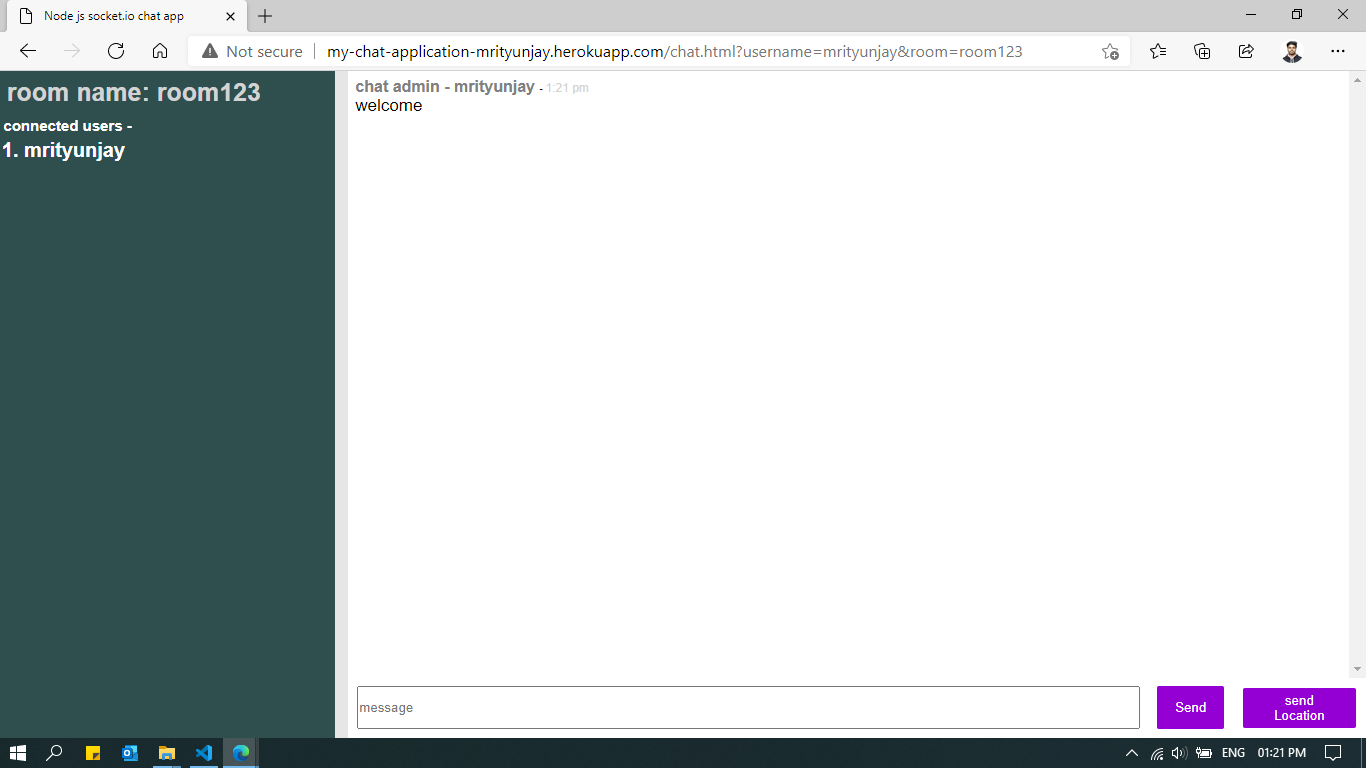 Node js socket.io chat app
Not secure
my-chat-application-mrityunjay.herokuapp.com/chat.html?username=mrityunjay&room=room123
room name: room123
connected users -
1. mrityunjay
chat admin - mrityunjay - 1:21 pm
welcome
message
Send
send
Location
ENG
01:21 PM